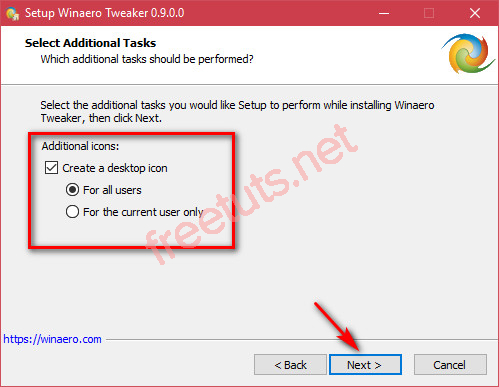 Setup Winaero Tweaker 0.9.0.0
Select Additional Tasks
Which additional tasks should be performed?
Select the additional tasks you would like Setup to perform while installing Winaero
Tweaker, then click Next.
Additional icons:
Create a desktop icon
For all users
For the current user only
freetuts.net
https://winaero.com
< Back
Next >
Cancel